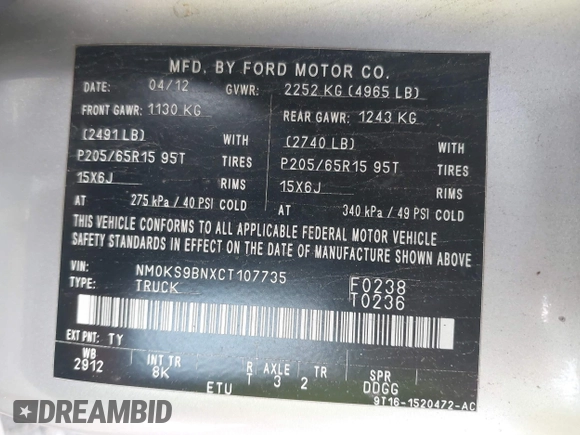 MFD. BY FORD MOTOR CO.
DATE: 04/12 GVWR: 2252 KG (4965 LB)
FRONT GAWR: 1130 KG REAR GAWR: 1243 KG
(2491 LB) WITH (2740 LB) WITH
P205/65R15 95T TIRES P205/65R15 95T TIRES
15X6J RIMS 15X6J RIMS
AT 275 kPa / 40 PSI COLD AT 340 kPa / 49 PSI COLD
THIS VEHICLE CONFORMS TO ALL APPLICABLE FEDERAL MOTOR VEHICLE
SAFETY STANDARDS IN EFFECT ON THE DATE OF MANUFACTURE SHOWN ABOVE
VIN: NM0KS9BNXCT107735 F0238
TYPE: TRUCK T0236
EXT PNT: TY
WB INT TR R AXLE TR SPR
2912 8K T 3 2 DDGG
ETU 9T16-1520472-AC
DREAMBID